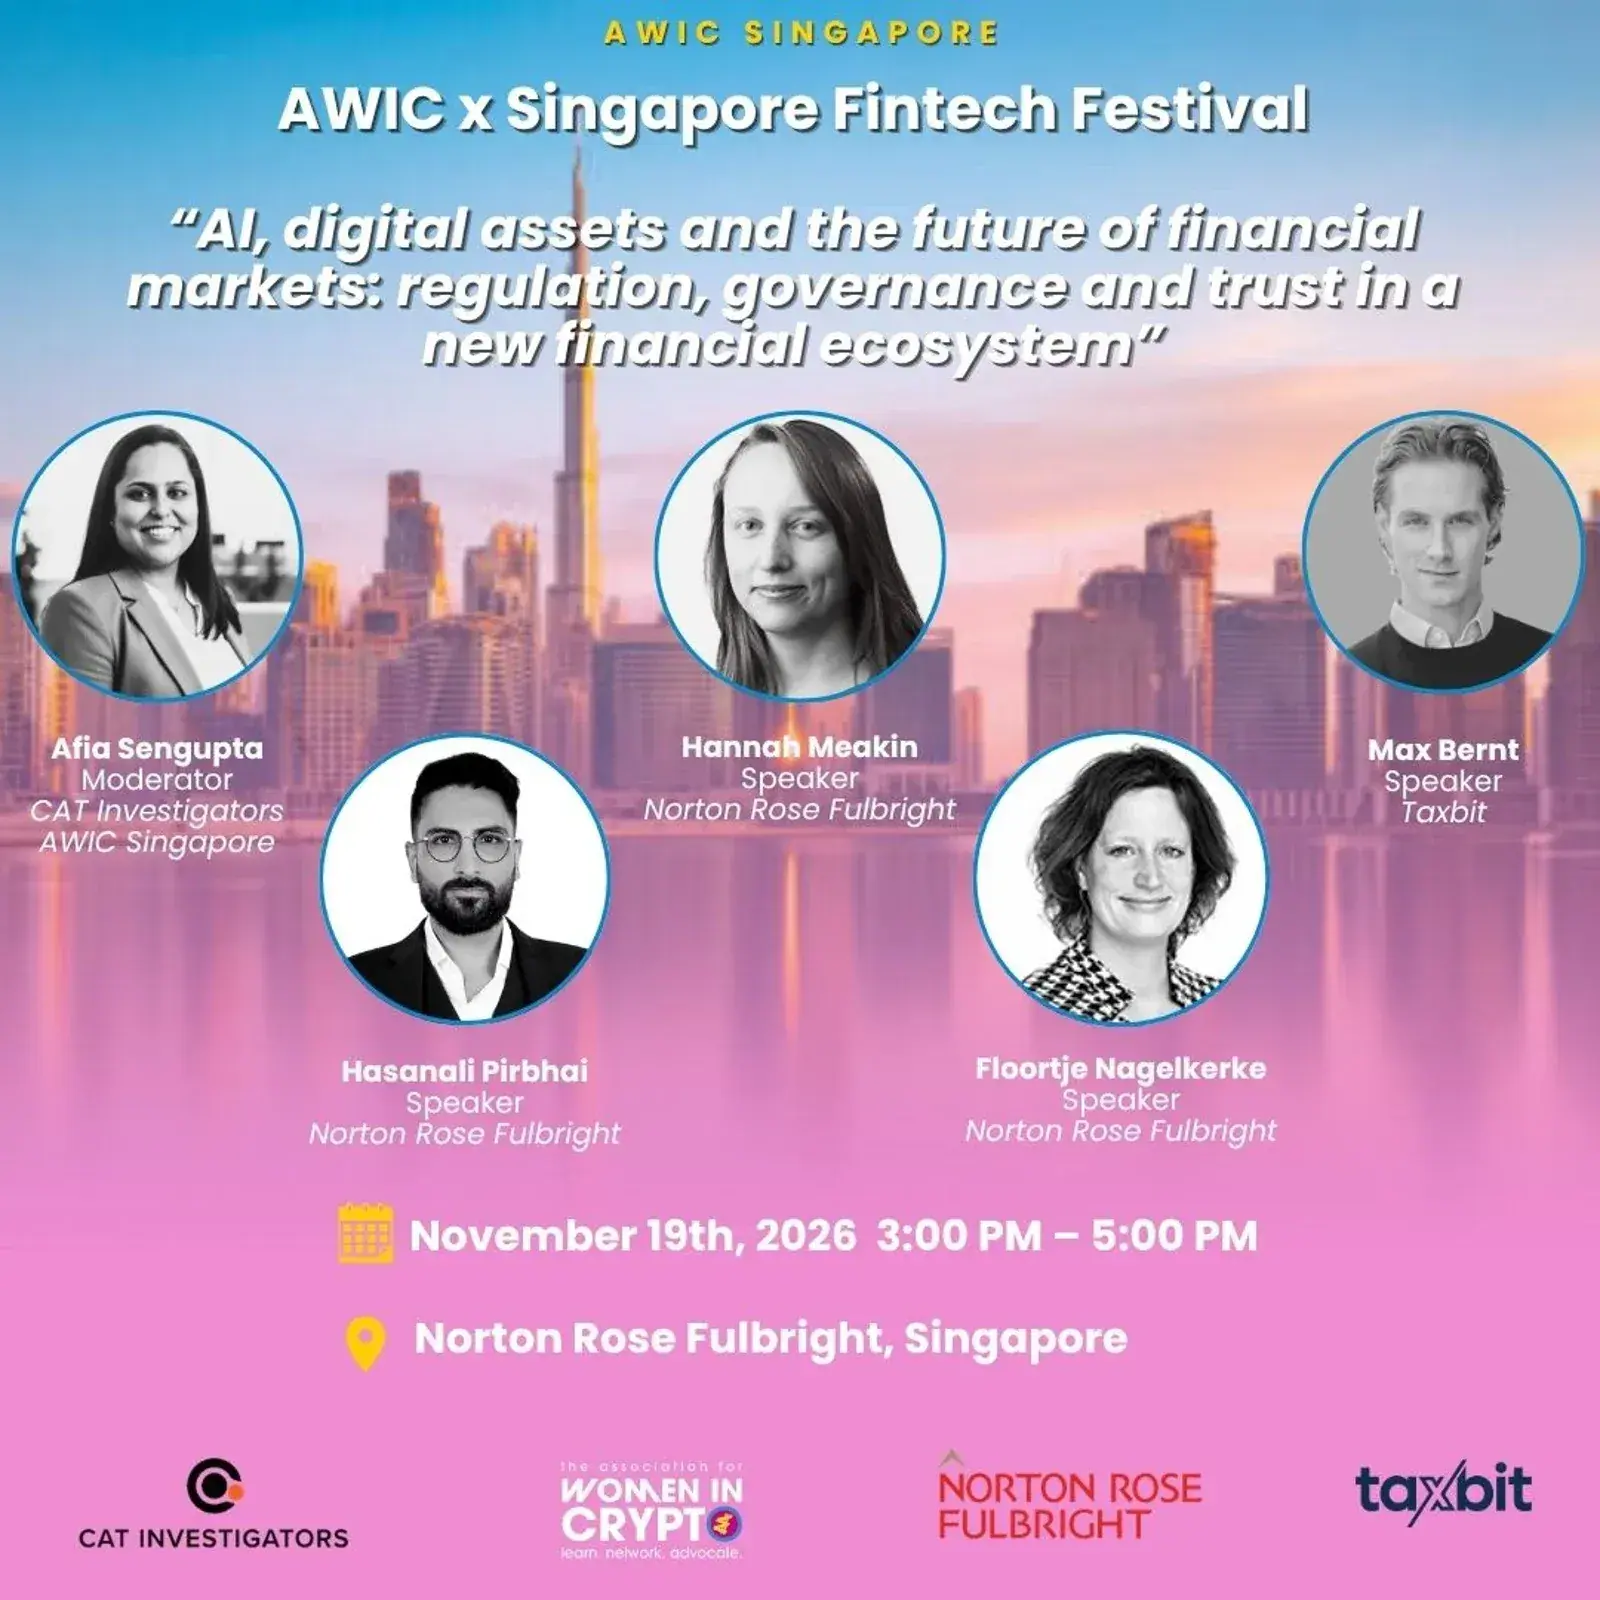 AWIC SINGAPORE
AWIC x Singapore Fintech Festival
“AI, digital assets and the future of financial
markets: regulation, governance and trust in a
new financial ecosystem”
Afia Sengupta
Moderator
CAT Investigators
AWIC Singapore
Hannah Meakin
Speaker
Norton Rose Fulbright
Max Bernt
Speaker
Taxbit
Hasanali Pirbhai
Speaker
Norton Rose Fulbright
Floortje Nagelkerke
Speaker
Norton Rose Fulbright
November 19th, 2026 3:00 PM – 5:00 PM
Norton Rose Fulbright, Singapore
CAT INVESTIGATORS
the association for
WOMEN IN
CRYPTO
learn. network. advocate.
NORTON ROSE
FULBRIGHT
taxbit